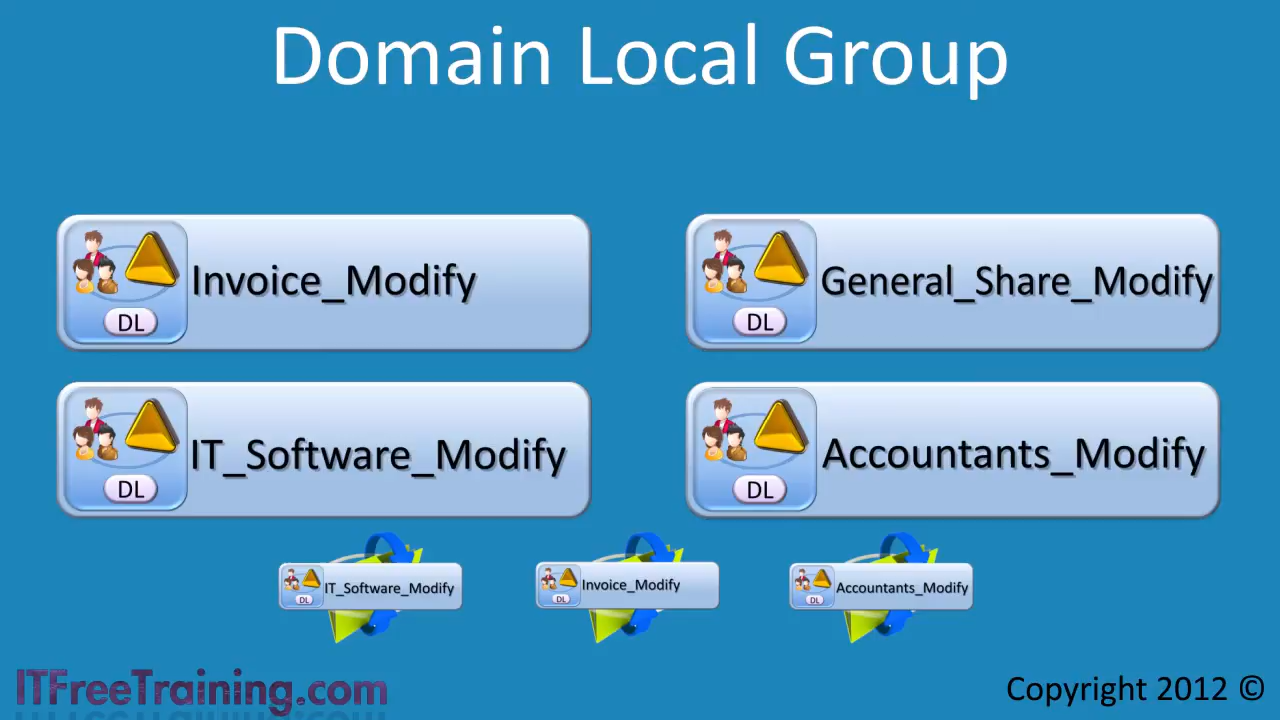 Domain Local Group
Invoice_Modify
DL
General_Share_Modify
DL
IT_Software_Modify
DL
Accountants_Modify
DL
IT_Software_Modify
DL
Invoice_Modify
DL
Accountants_Modify
DL
ITFreeTraining.com
Copyright 2012 ©